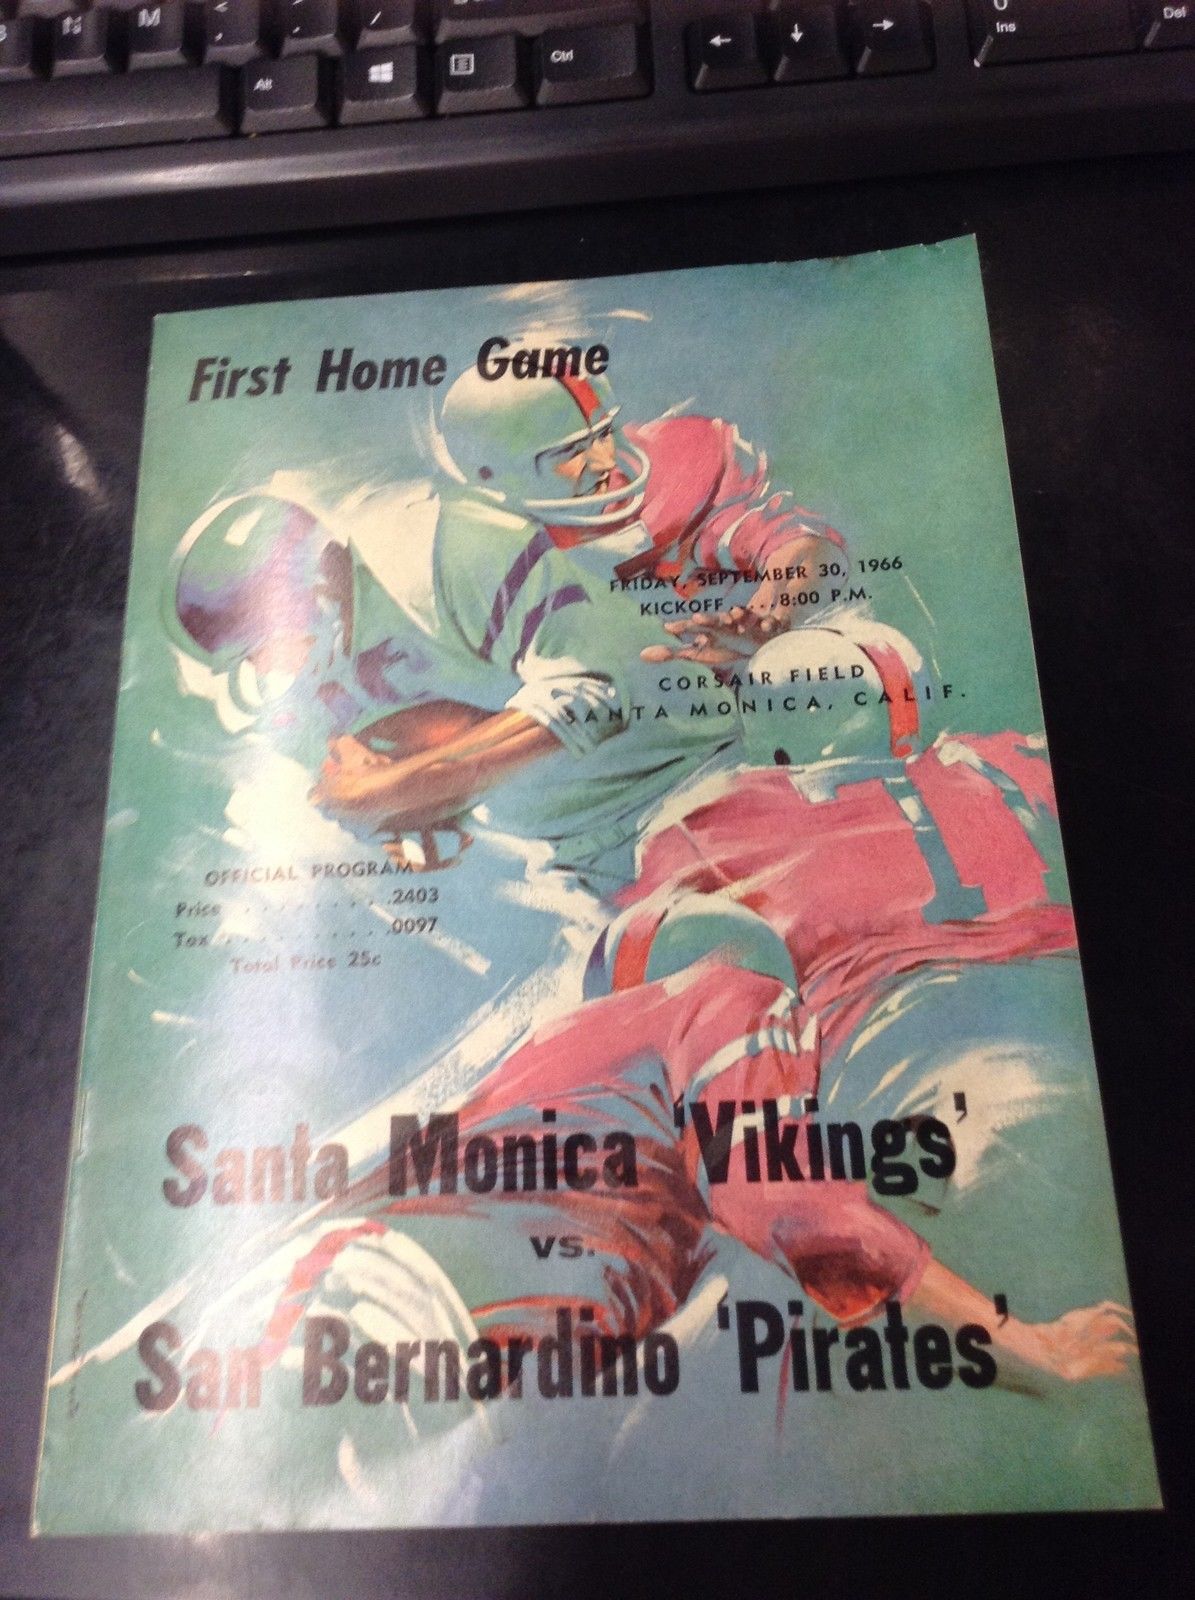 N
M
<
,
>
.
?
/
Alt
Ctrl
←
↓
→
0
Ins
Del
First Home Game
FRIDAY, SEPTEMBER 30, 1966
KICKOFF.....8:00 P.M.
CORSAIR FIELD
SANTA MONICA, CALIF.
OFFICIAL PROGRAM
Price . . . . . . . . . .2403
Tax . . . . . . . . . . .0097
Total Price 25c
Santa Monica 'Vikings'
vs.
San Bernardino 'Pirates'